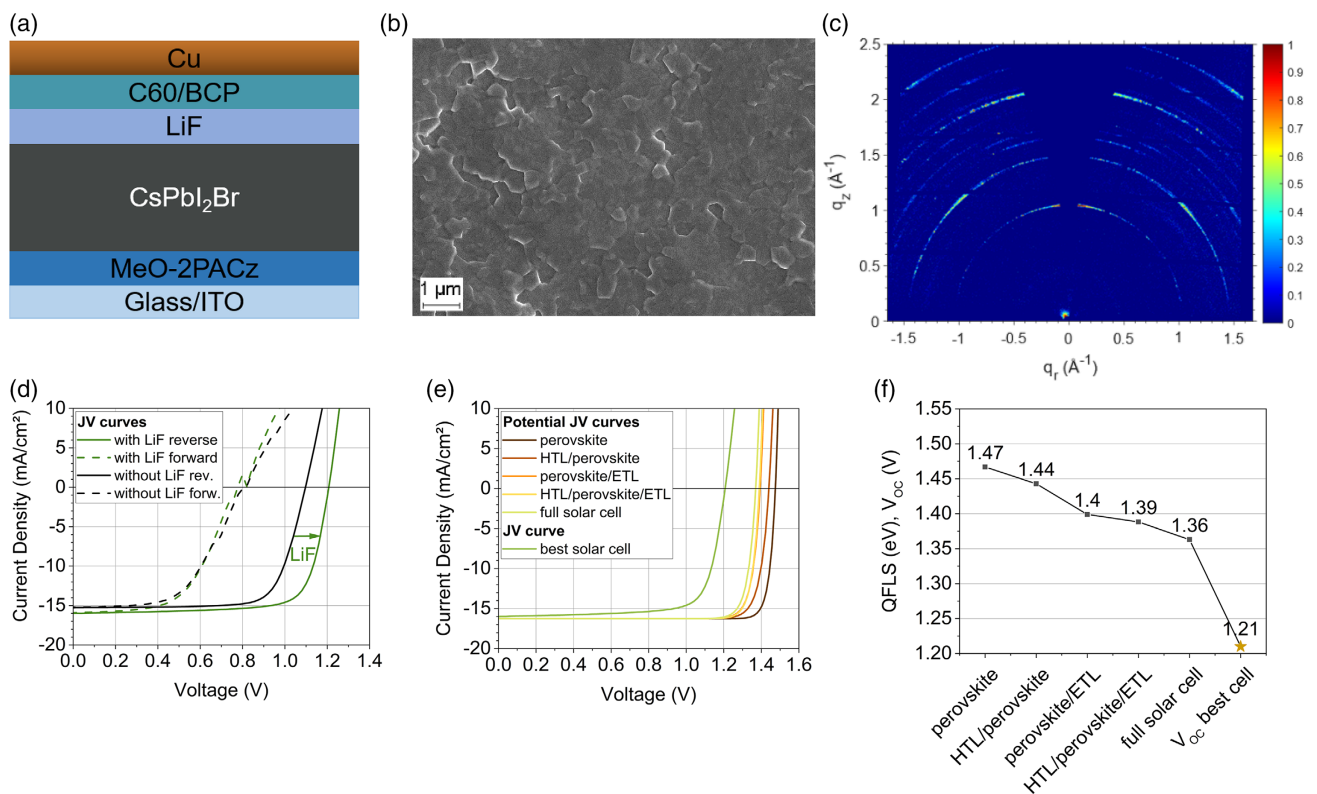 (a)
Cu
C60/BCP
LiF
CsPbI₂Br
MeO-2PACz
Glass/ITO
(b)
1 µm
(c)
2.5
2
1.5
1
0.5
0
q_z (Å⁻¹)
-1.5
-1
-0.5
0
0.5
1
1.5
q_r (Å⁻¹)
1
0.9
0.8
0.7
0.6
0.5
0.4
0.3
0.2
0.1
0
(d)
10
5
0
-5
-10
-15
-20
Current Density (mA/cm²)
JV curves
with LiF reverse
with LiF forward
without LiF rev.
without LiF forw.
LiF
0.0
0.2
0.4
0.6
0.8
1.0
1.2
1.4
Voltage (V)
(e)
10
5
0
-5
-10
-15
-20
Current Density (mA/cm²)
Potential JV curves
perovskite
HTL/perovskite
perovskite/ETL
HTL/perovskite/ETL
full solar cell
JV curve
best solar cell
0.0
0.2
0.4
0.6
0.8
1.0
1.2
1.4
1.6
Voltage (V)
(f)
1.55
1.50
1.45
1.40
1.35
1.30
1.25
1.20
QFLS (eV), V_OC (V)
1.47
1.44
1.4
1.39
1.36
1.21
perovskite
HTL/perovskite
perovskite/ETL
HTL/perovskite/ETL
full solar cell
V_OC best cell